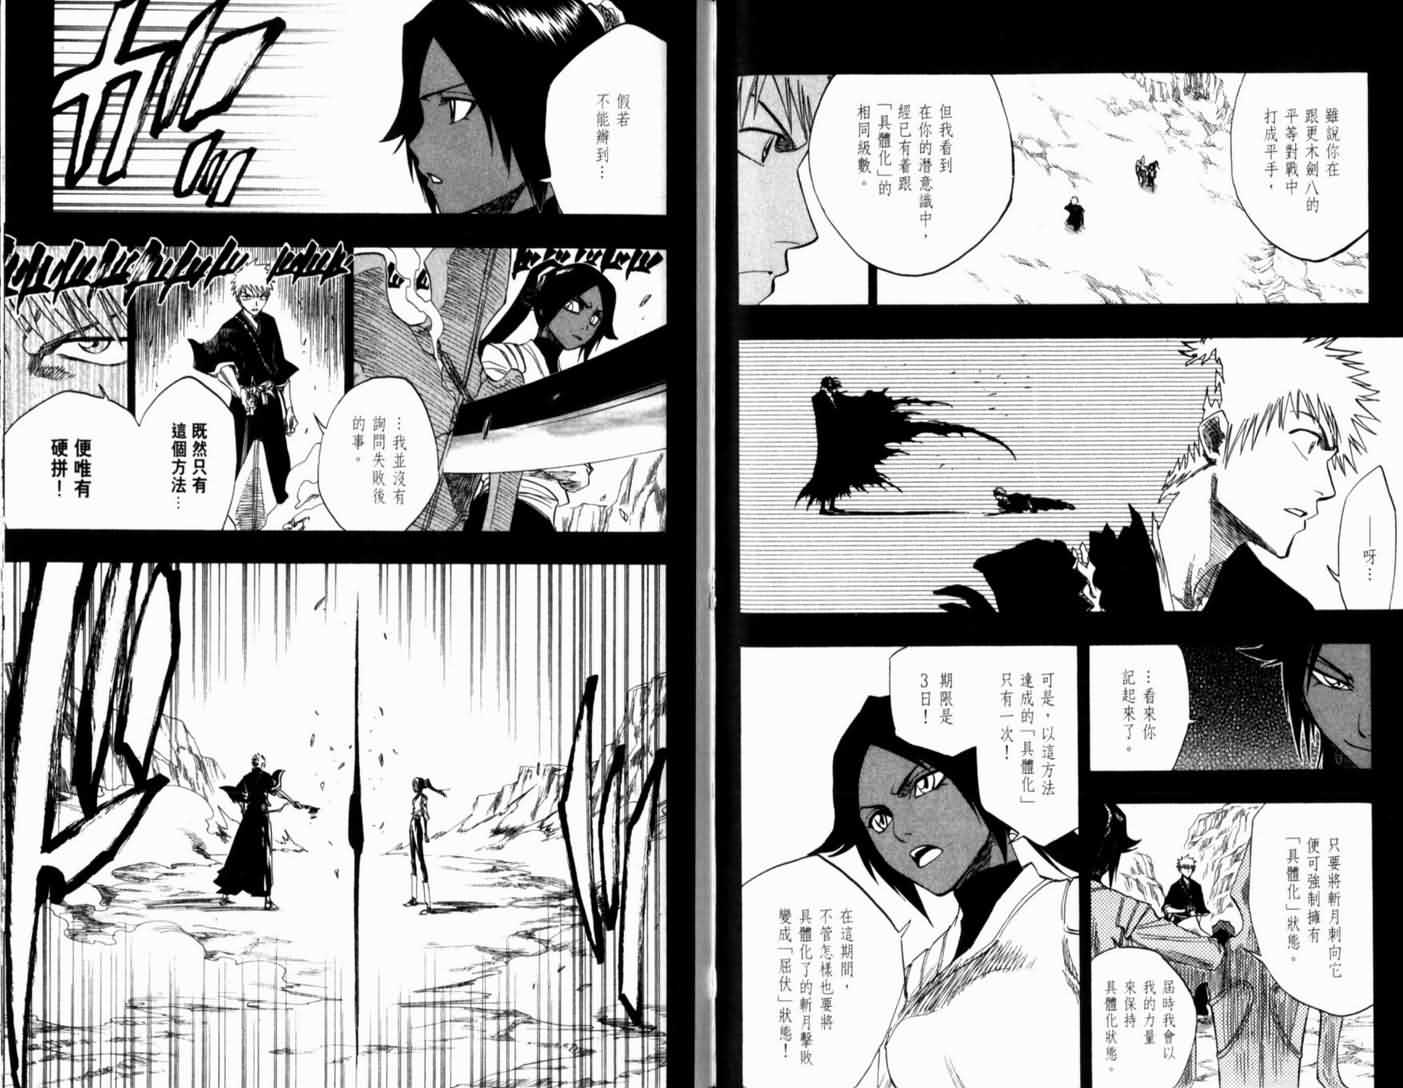 雖說你在
跟更木劍八的
平等對戰中
打成平手，
但我看到
在你的潛意識中，
經已有着跟
「具體化」的
相同級數。
──呀…
…看來你
記起來了。
只要將斬月刺向它
便可強制擁有
「具體化」狀態。
屆時我會以
我的力量
來保持
具體化狀態。
可是，以這方法
達成的「具體化」
只有一次！
期限是
3日！
在這期間，
不管怎樣也要將
具體化了的斬月擊敗
變成「屈伏」狀態！
假若
不能辦到…
…我並沒有
詢問失敗後
的事。
既然只有
這個方法…
便唯有
硬拼！